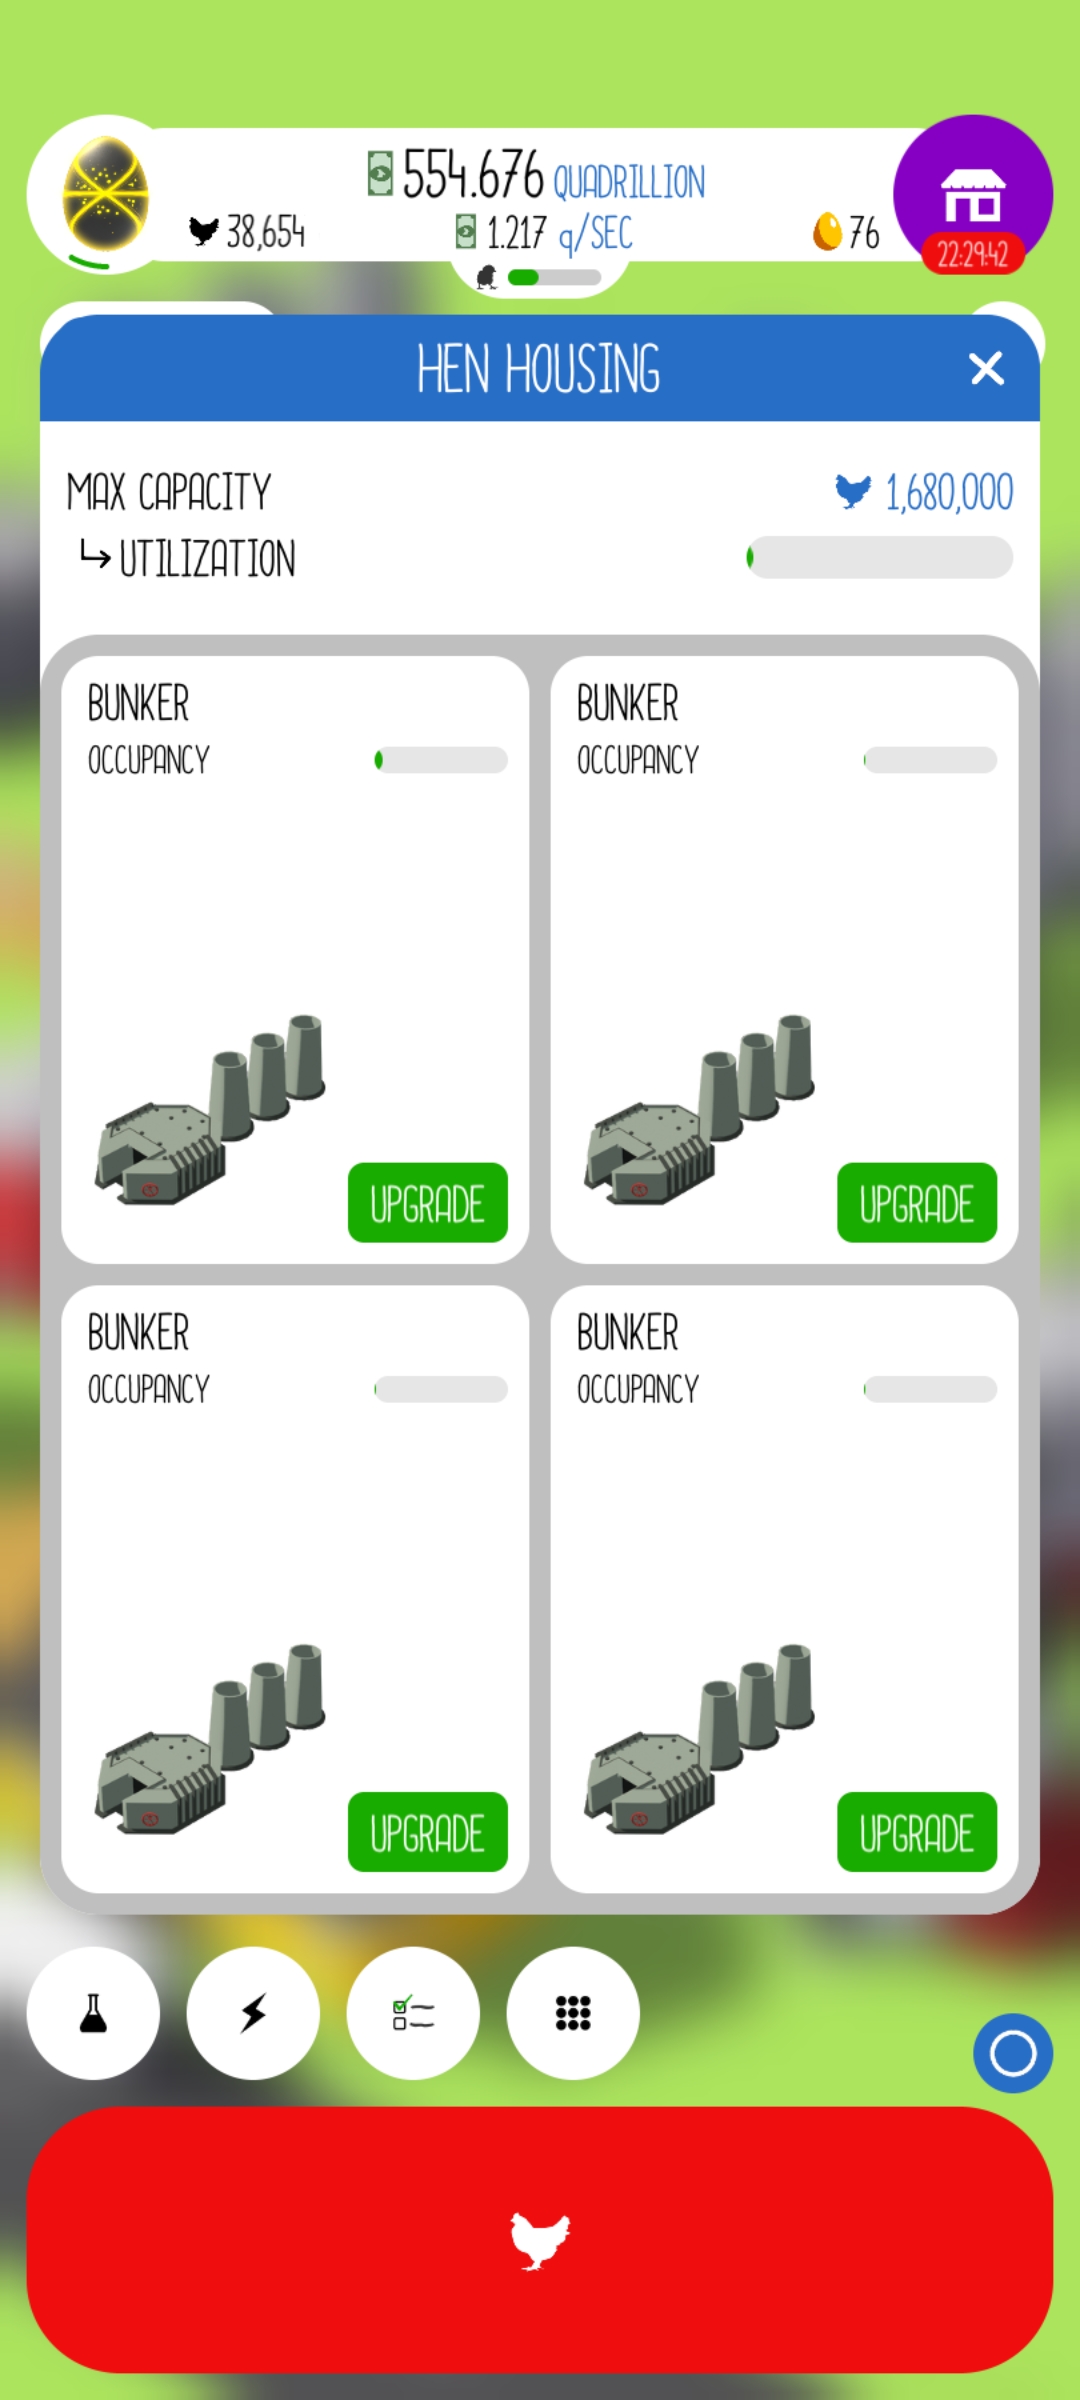 554.676 QUADRILLION
38,654 1.217 q/SEC 76
22:29:42
HEN HOUSING
MAX CAPACITY 1,680,000
UTILIZATION
BUNKER BUNKER
OCCUPANCY OCCUPANCY
UPGRADE UPGRADE
BUNKER BUNKER
OCCUPANCY OCCUPANCY
UPGRADE UPGRADE